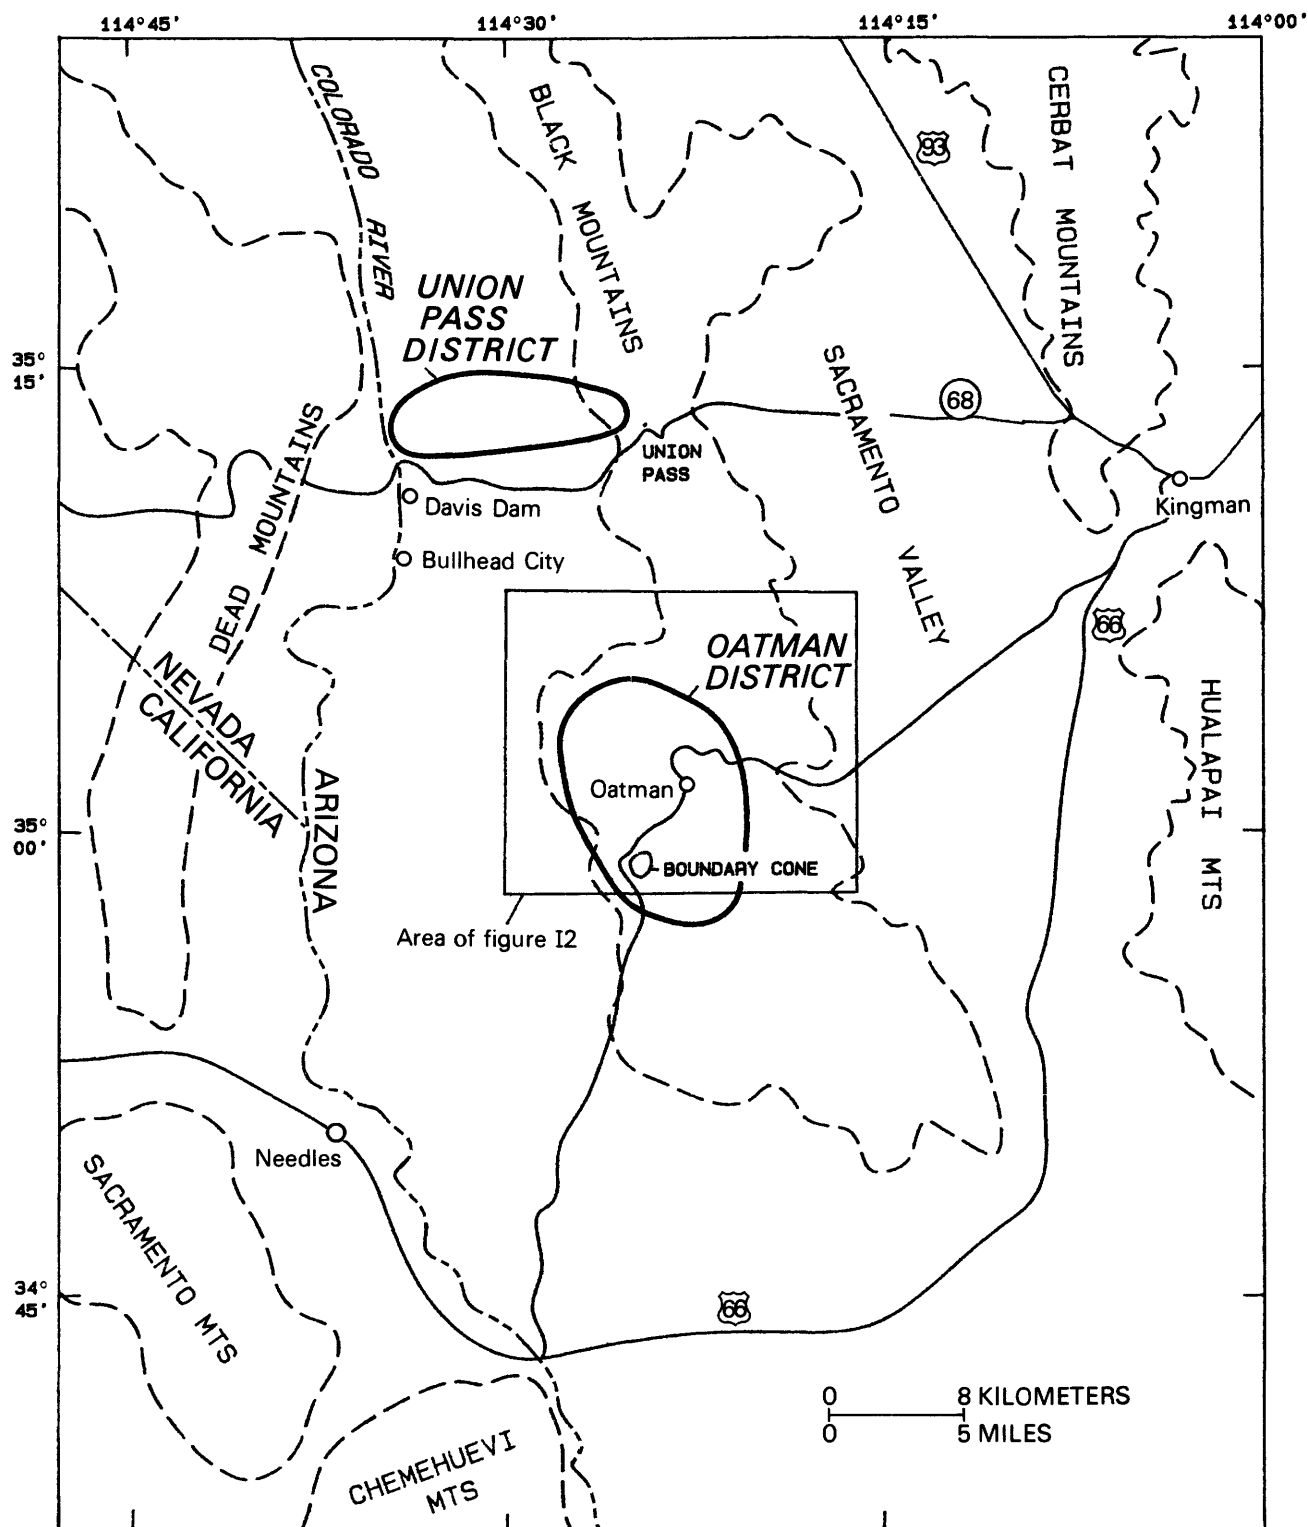 114°45'
114°30'
114°15'
114°00'
COLORADO RIVER
BLACK MOUNTAINS
93
CERBAT MOUNTAINS
UNION
PASS
DISTRICT
35°
15'
SACRAMENTO VALLEY
68
UNION
PASS
Kingman
DEAD MOUNTAINS
Davis Dam
Bullhead City
66
OATMAN
DISTRICT
NEVADA
CALIFORNIA
ARIZONA
HUALAPAI MTS
Oatman
35°
00'
BOUNDARY CONE
Area of figure I2
Needles
SACRAMENTO MTS
34°
45'
66
0 8 KILOMETERS
0 5 MILES
CHEMEHUEVI
MTS